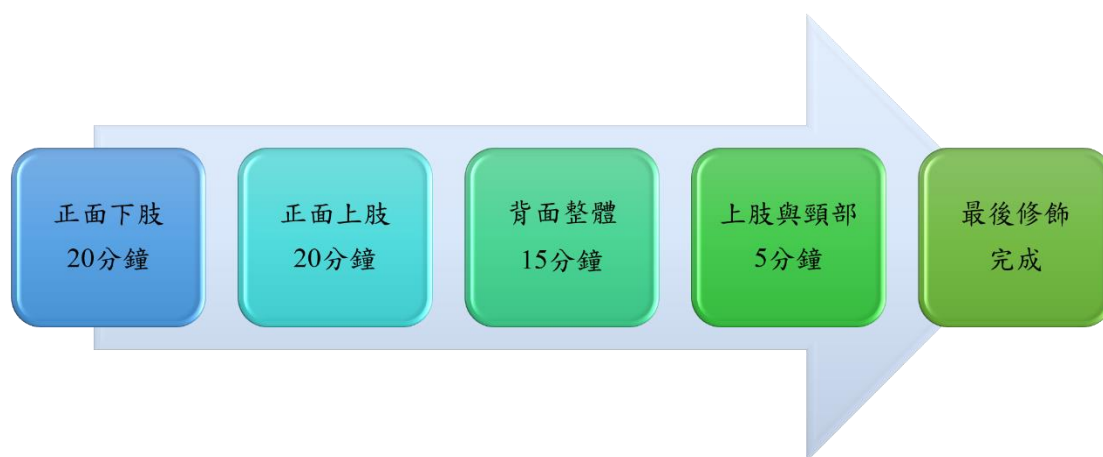 正面下肢
20分鐘
正面上肢
20分鐘
背面整體
15分鐘
上肢與頸部
5分鐘
最後修飾
完成